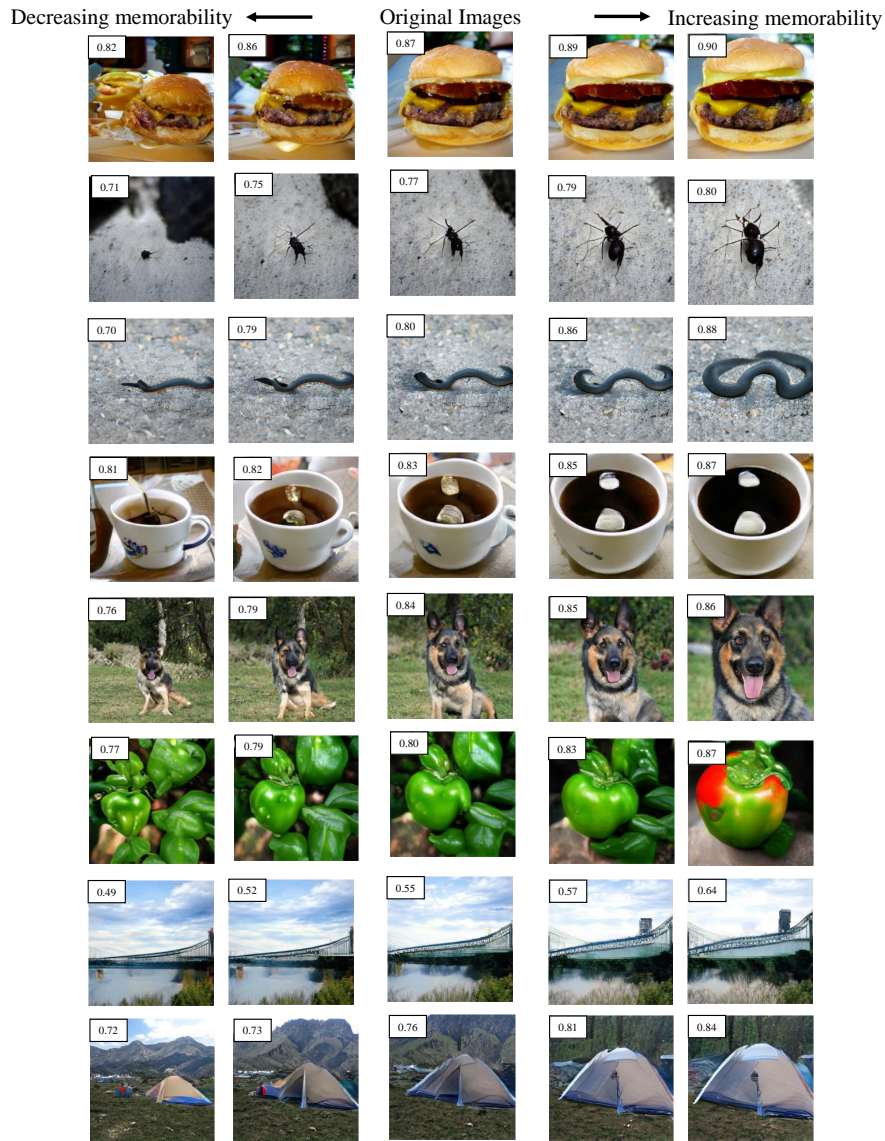 Decreasing memorability Original Images Increasing memorability
0.82 0.86 0.87 0.89 0.90
0.71 0.75 0.77 0.79 0.80
0.70 0.79 0.80 0.86 0.88
0.81 0.82 0.83 0.85 0.87
0.76 0.79 0.84 0.85 0.86
0.77 0.79 0.80 0.83 0.87
0.49 0.52 0.55 0.57 0.64
0.72 0.73 0.76 0.81 0.84